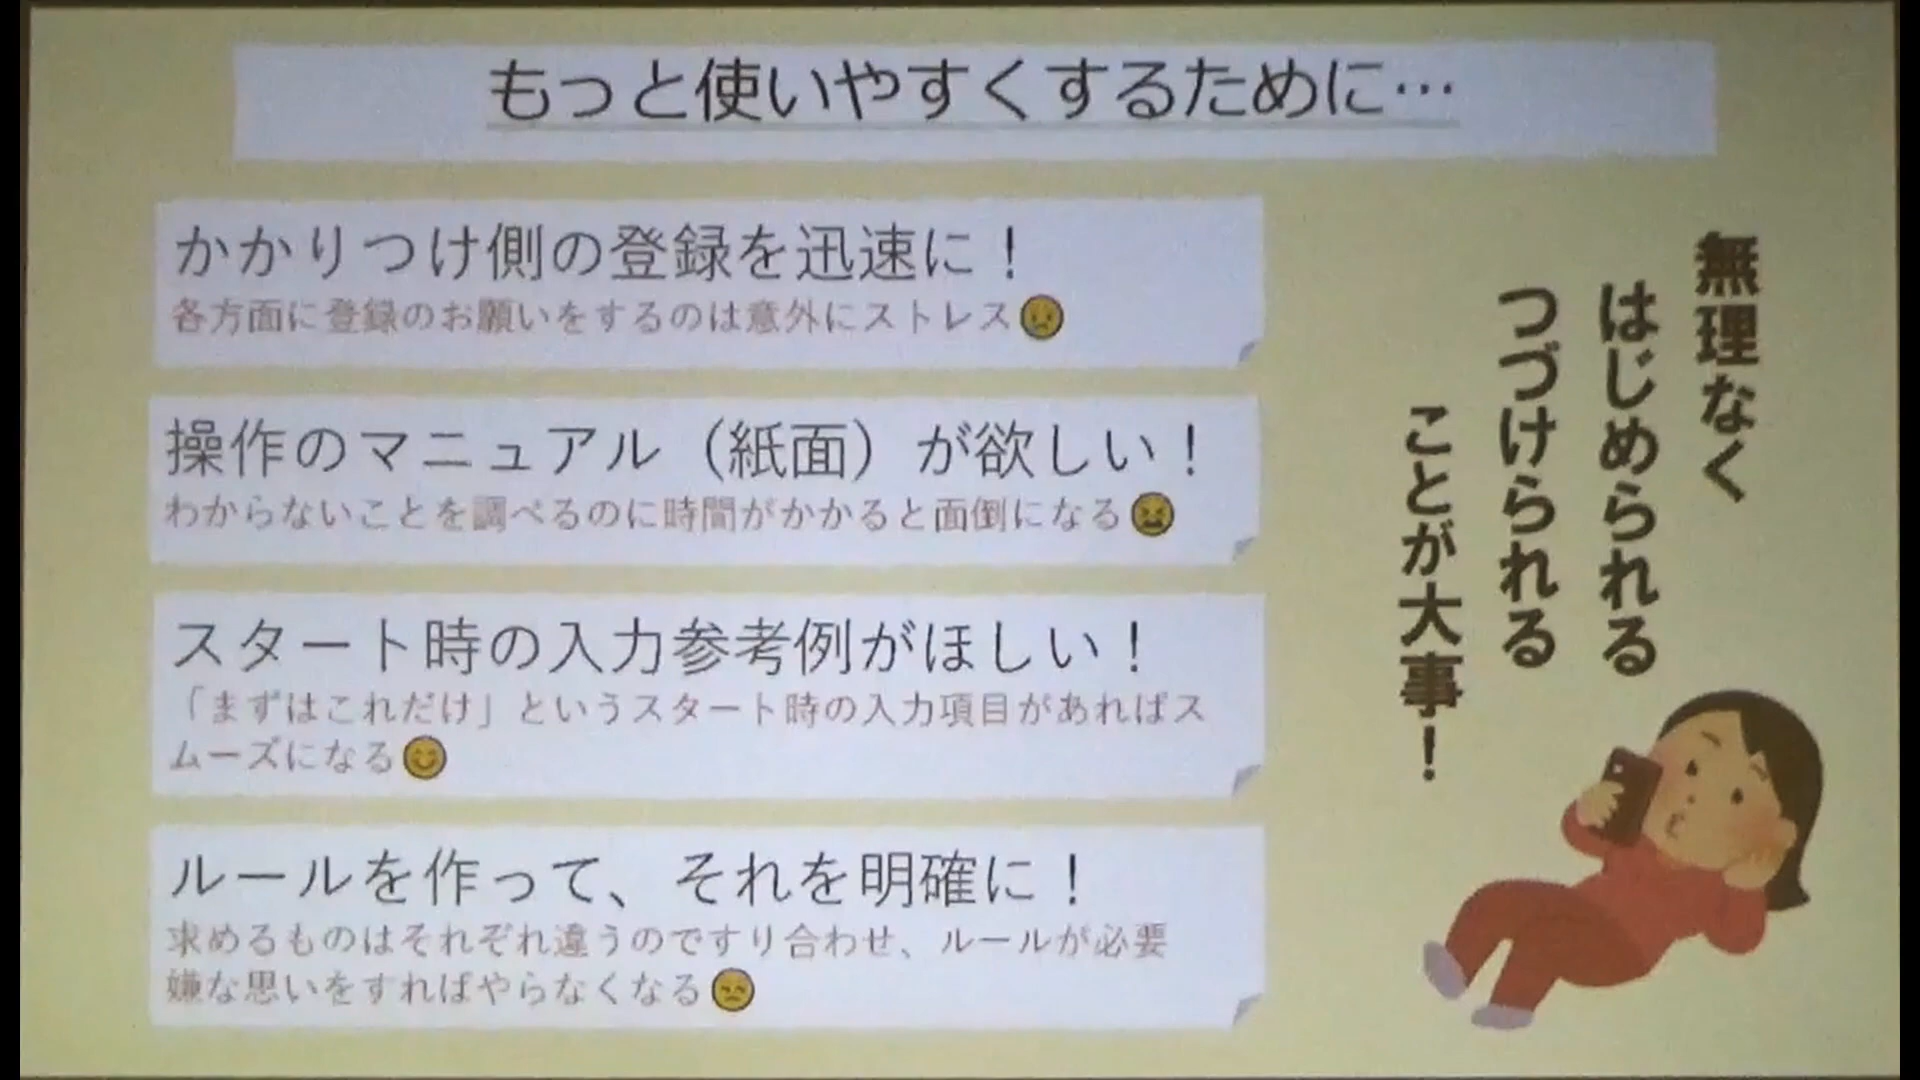 もっと使いやすくするために…
かかりつけ側の登録を迅速に！
各方面に登録のお願いをするのは意外にストレス😟
操作のマニュアル（紙面）が欲しい！
わからないことを調べるのに時間がかかると面倒になる😫
スタート時の入力参考例がほしい！
「まずはこれだけ」というスタート時の入力項目があればス
ムーズになる😊
ルールを作って、それを明確に！
求めるものはそれぞれ違うのですり合わせ、ルールが必要
嫌な思いをすればやらなくなる😞
無理なく
はじめられる
つづけられる
ことが大事！